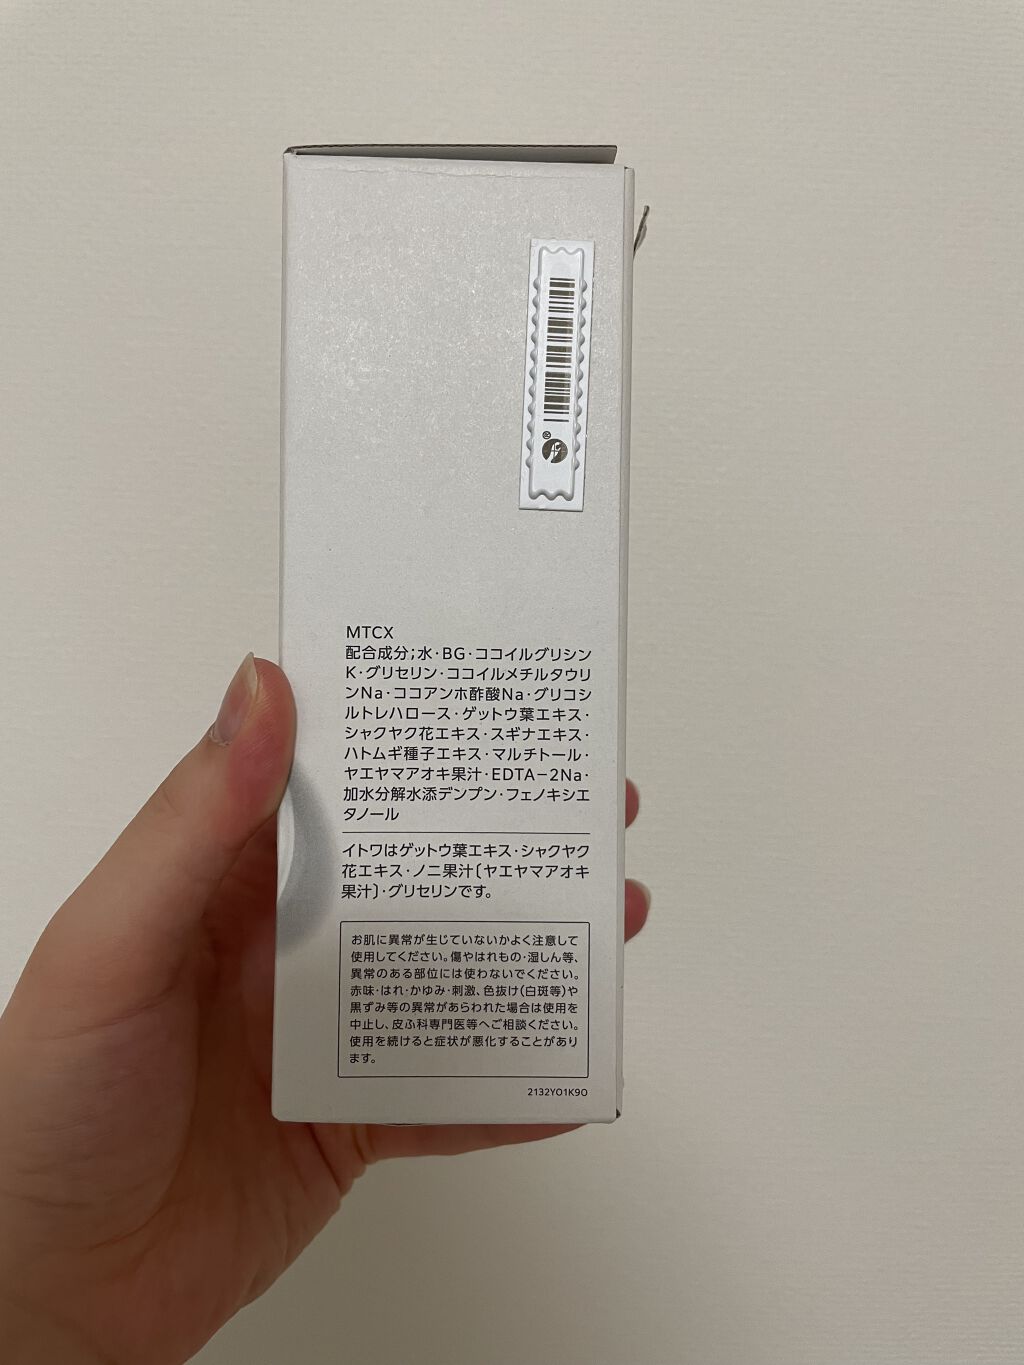 MTCX
配合成分;水・BG・ココイルグリシン
K・グリセリン・ココイルメチルタウリ
ンNa・ココアンホ酢酸Na・グリコシ
ルトレハロース・ゲットウ葉エキス・
シャクヤク花エキス・スギナエキス・
ハトムギ種子エキス・マルチトール・
ヤエヤマアオキ果汁・EDTA−2Na・
加水分解水添デンプン・フェノキシエ
タノール
イトワはゲットウ葉エキス・シャクヤク
花エキス・ノニ果汁〔ヤエヤマアオキ
果汁〕・グリセリンです。
お肌に異常が生じていないかよく注意して
使用してください。傷やはれもの・湿しん等、
異常のある部位には使わないでください。
赤味・はれ・かゆみ・刺激、色抜け(白斑等)や
黒ずみ等の異常があらわれた場合は使用を
中止し、皮ふ科専門医等へご相談ください。
使用を続けると症状が悪化することがあり
ます。
2132YO1K9O